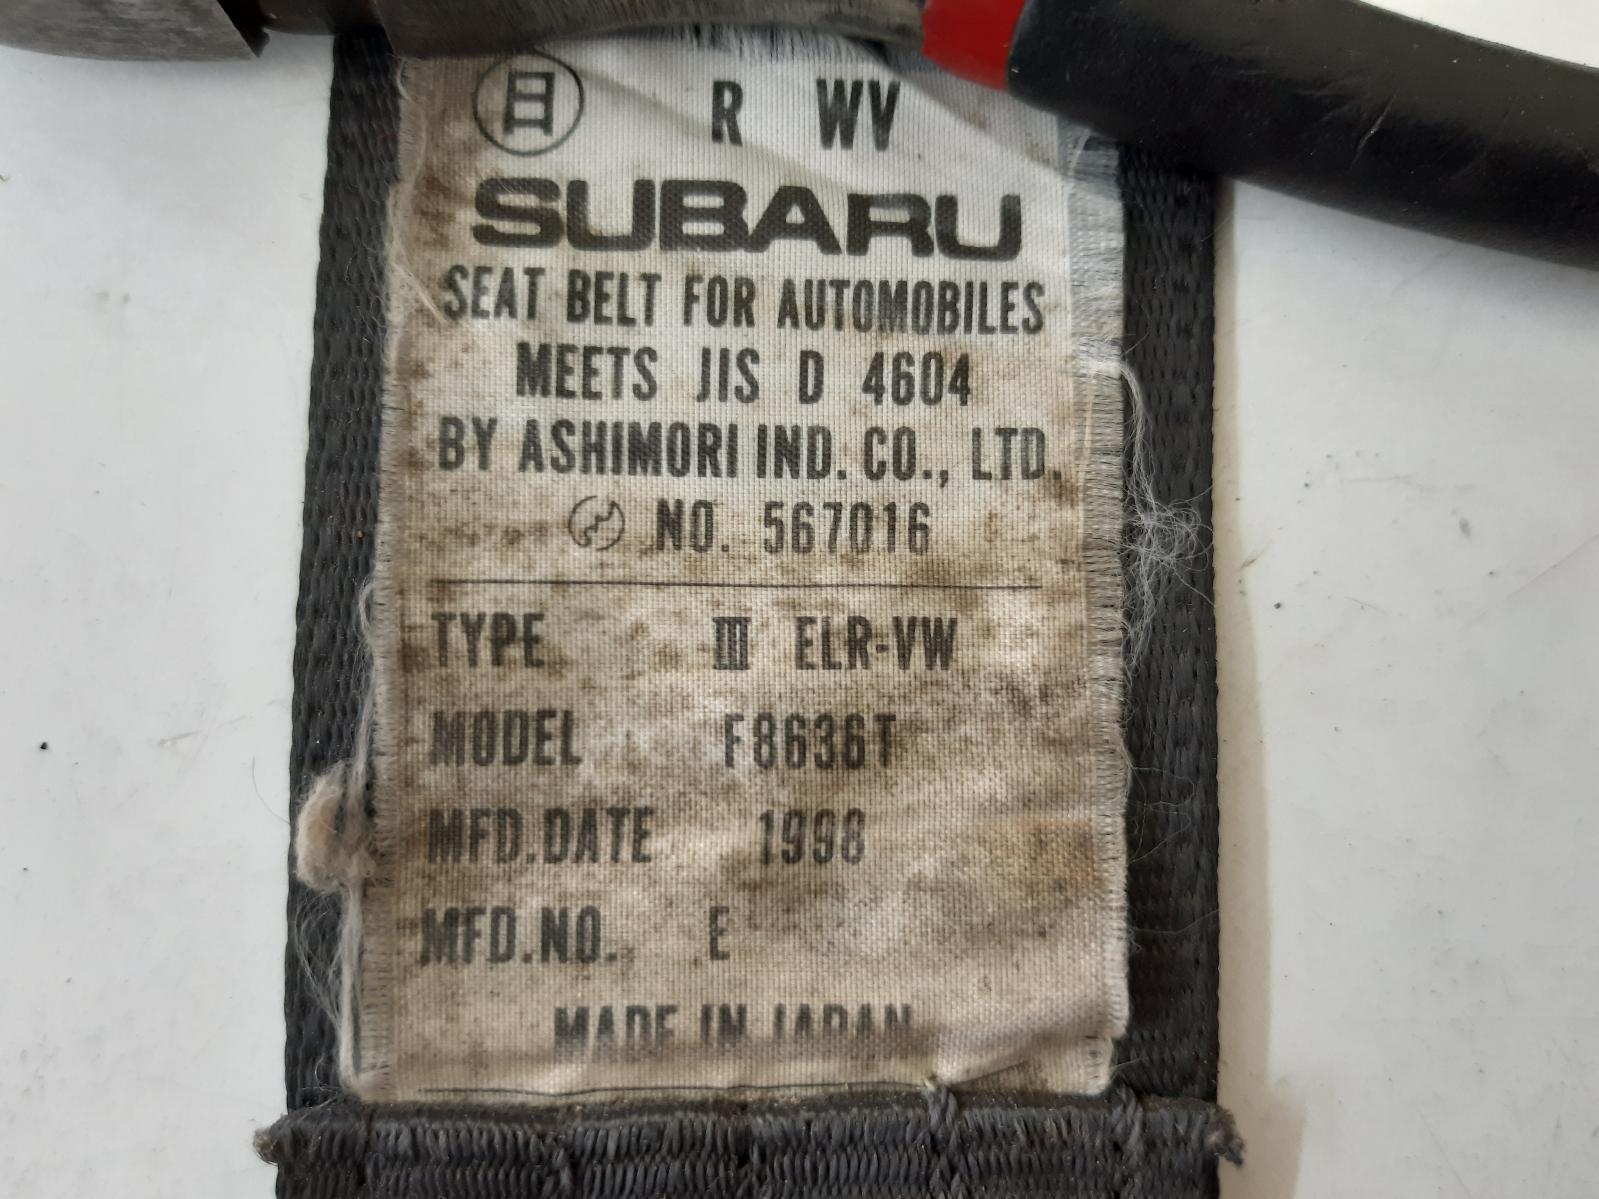 日 R WV
SUBARU
SEAT BELT FOR AUTOMOBILES
MEETS JIS D 4604
BY ASHIMORI IND. CO., LTD.
NO. 567016
TYPE III ELR-VW
MODEL F8636T
MFD.DATE 1998
MFD.NO. E
MADE IN JAPAN